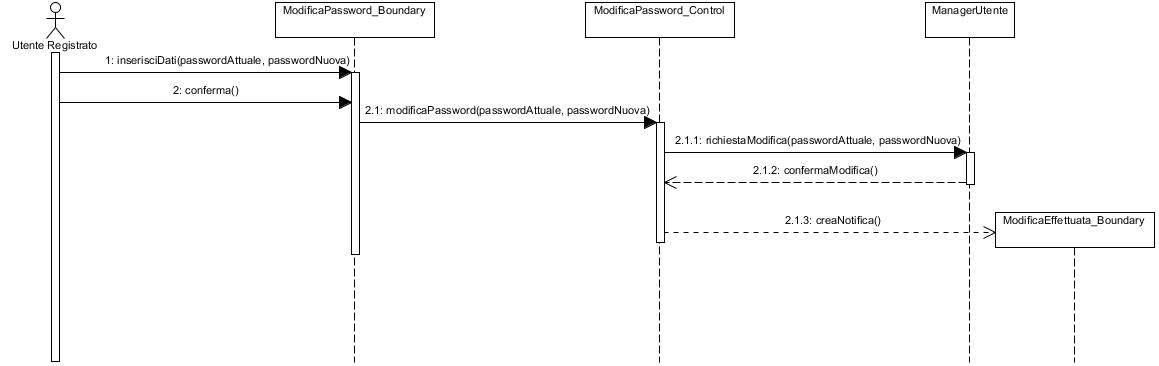 ModificaPassword_Boundary
ModificaPassword_Control
ManagerUtente
Utente Registrato
1: inserisciDati(passwordAttuale, passwordNuova)
2: conferma()
2.1: modificaPassword(passwordAttuale, passwordNuova)
2.1.1: richiestaModifica(passwordAttuale, passwordNuova)
2.1.2: confermaModifica()
2.1.3: creaNotifica()
ModificaEffettuata_Boundary